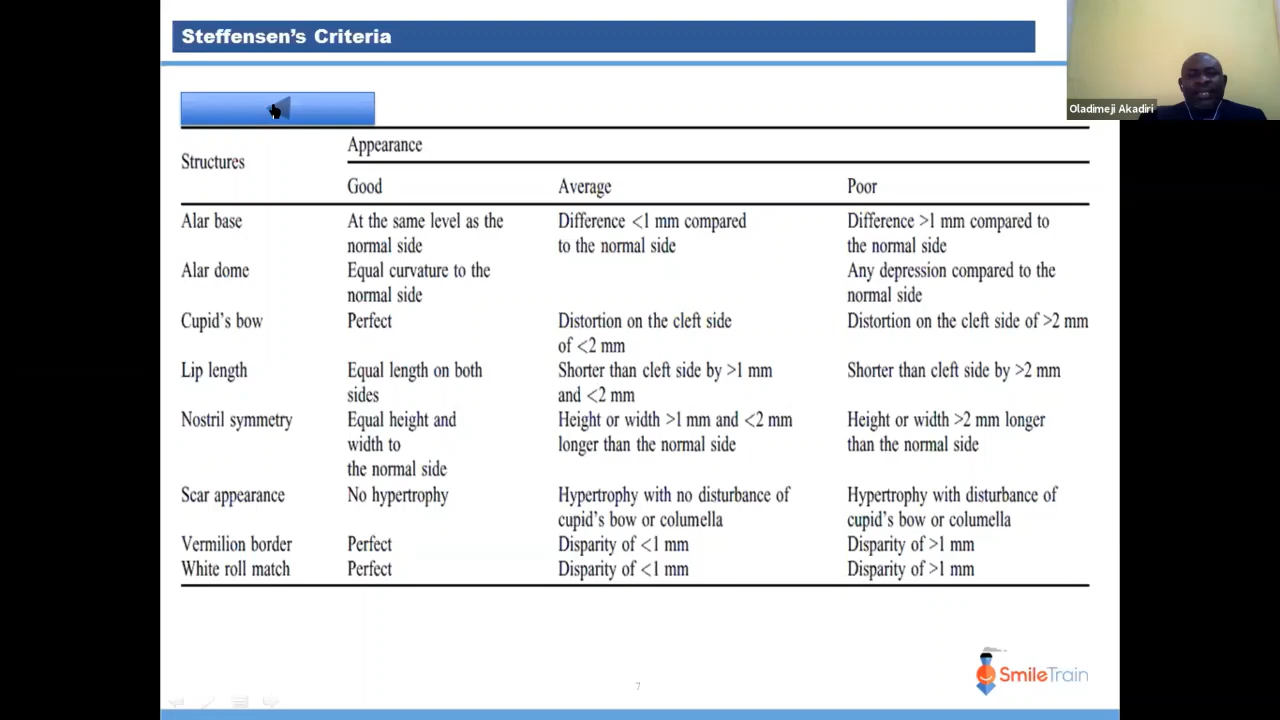 Steffensen's Criteria
Oladimeji Akadiri
Structures
Appearance
Good Average Poor
Alar base At the same level as the Difference <1 mm compared Difference >1 mm compared to
normal side to the normal side the normal side
Alar dome Equal curvature to the Any depression compared to the
normal side normal side
Cupid's bow Perfect Distortion on the cleft side Distortion on the cleft side of >2 mm
of <2 mm
Lip length Equal length on both Shorter than cleft side by >1 mm Shorter than cleft side by >2 mm
sides and <2 mm
Nostril symmetry Equal height and Height or width >1 mm and <2 mm Height or width >2 mm longer
width to longer than the normal side than the normal side
the normal side
Scar appearance No hypertrophy Hypertrophy with no disturbance of Hypertrophy with disturbance of
cupid's bow or columella cupid's bow or columella
Vermilion border Perfect Disparity of <1 mm Disparity of >1 mm
White roll match Perfect Disparity of <1 mm Disparity of >1 mm
SmileTrain
7